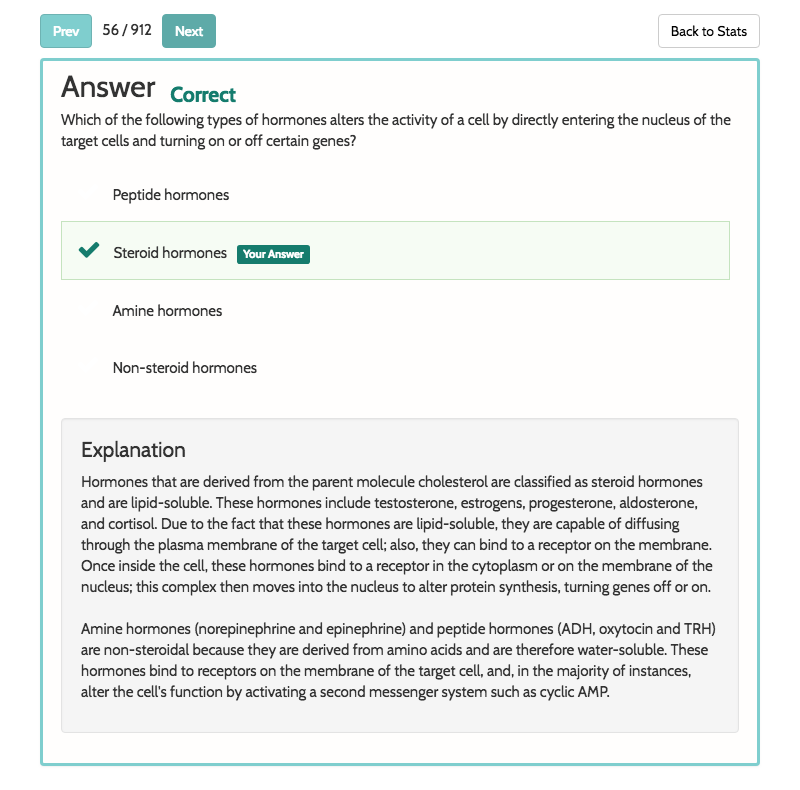 Prev 56 / 912 Next Back to Stats
Answer Correct
Which of the following types of hormones alters the activity of a cell by directly entering the nucleus of the
target cells and turning on or off certain genes?
Peptide hormones
Steroid hormones Your Answer
Amine hormones
Non-steroid hormones
Explanation
Hormones that are derived from the parent molecule cholesterol are classified as steroid hormones
and are lipid-soluble. These hormones include testosterone, estrogens, progesterone, aldosterone,
and cortisol. Due to the fact that these hormones are lipid-soluble, they are capable of diffusing
through the plasma membrane of the target cell; also, they can bind to a receptor on the membrane.
Once inside the cell, these hormones bind to a receptor in the cytoplasm or on the membrane of the
nucleus; this complex then moves into the nucleus to alter protein synthesis, turning genes off or on.
Amine hormones (norepinephrine and epinephrine) and peptide hormones (ADH, oxytocin and TRH)
are non-steroidal because they are derived from amino acids and are therefore water-soluble. These
hormones bind to receptors on the membrane of the target cell, and, in the majority of instances,
alter the cell's function by activating a second messenger system such as cyclic AMP.